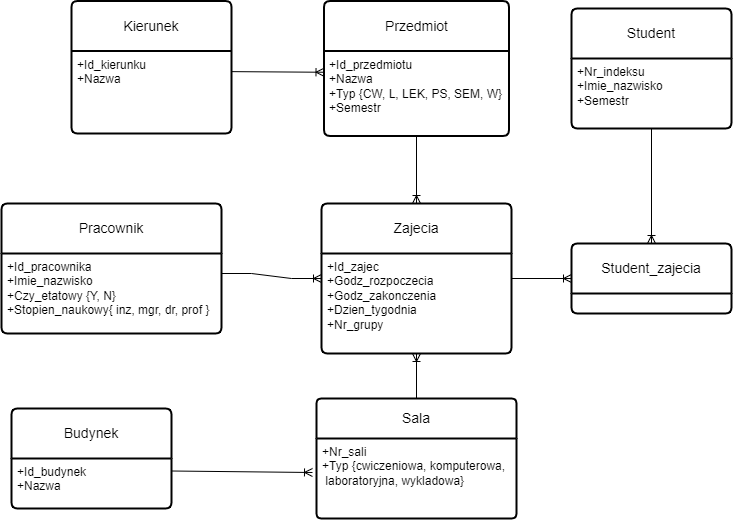 Kierunek
+Id_kierunku
+Nazwa
Przedmiot
+Id_przedmiotu
+Nazwa
+Typ {CW, L, LEK, PS, SEM, W}
+Semestr
Student
+Nr_indeksu
+Imie_nazwisko
+Semestr
Pracownik
+Id_pracownika
+Imie_nazwisko
+Czy_etatowy {Y, N}
+Stopien_naukowy{ inz, mgr, dr, prof }
Zajecia
+Id_zajec
+Godz_rozpoczecia
+Godz_zakonczenia
+Dzien_tygodnia
+Nr_grupy
Student_zajecia
Budynek
+Id_budynek
+Nazwa
Sala
+Nr_sali
+Typ {cwiczeniowa, komputerowa,
laboratoryjna, wykladowa}